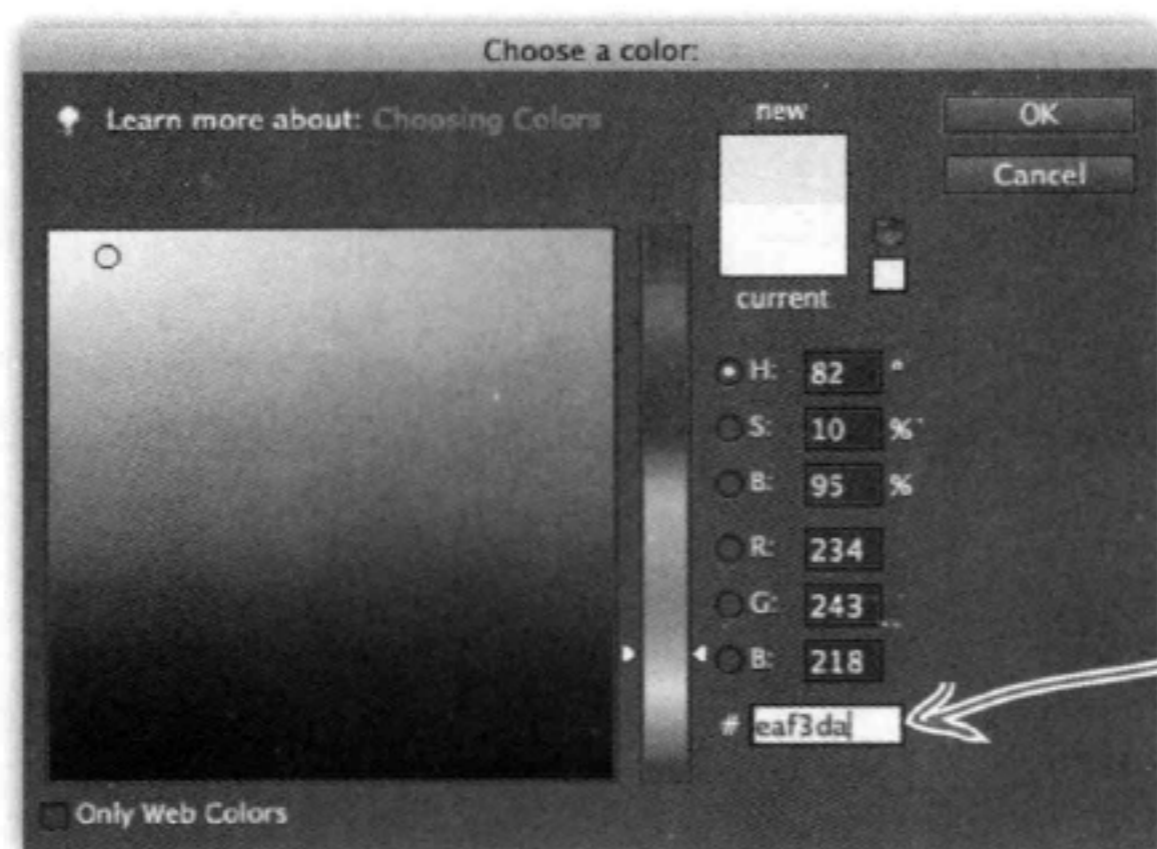 Choose a color:
Learn more about: Choosing Colors
new
OK
Cancel
current
H: 82 °
S: 10 %
B: 95 %
R: 234
G: 243
B: 218
# eaf3da
Only Web Colors